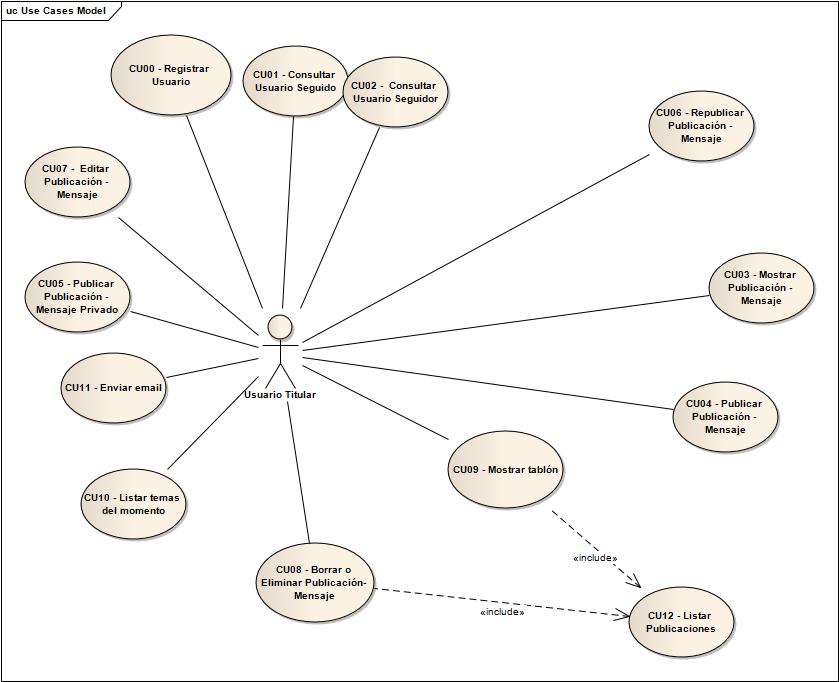 uc Use Cases Model
CU00 - Registrar
Usuario
CU01 - Consultar
Usuario Seguido
CU02 -  Consultar
Usuario Seguidor
CU06 - Republicar
Publicación -
Mensaje
CU07 -  Editar
Publicación -
Mensaje
CU05 - Publicar
Publicación -
Mensaje Privado
CU03 - Mostrar
Publicación -
Mensaje
CU11 - Enviar email
Usuario Titular
CU04 - Publicar
Publicación -
Mensaje
CU09 - Mostrar tablón
CU10 - Listar temas
del momento
CU08 - Borrar o
Eliminar Publicación-
Mensaje
«include»
«include»
CU12 - Listar
Publicaciones